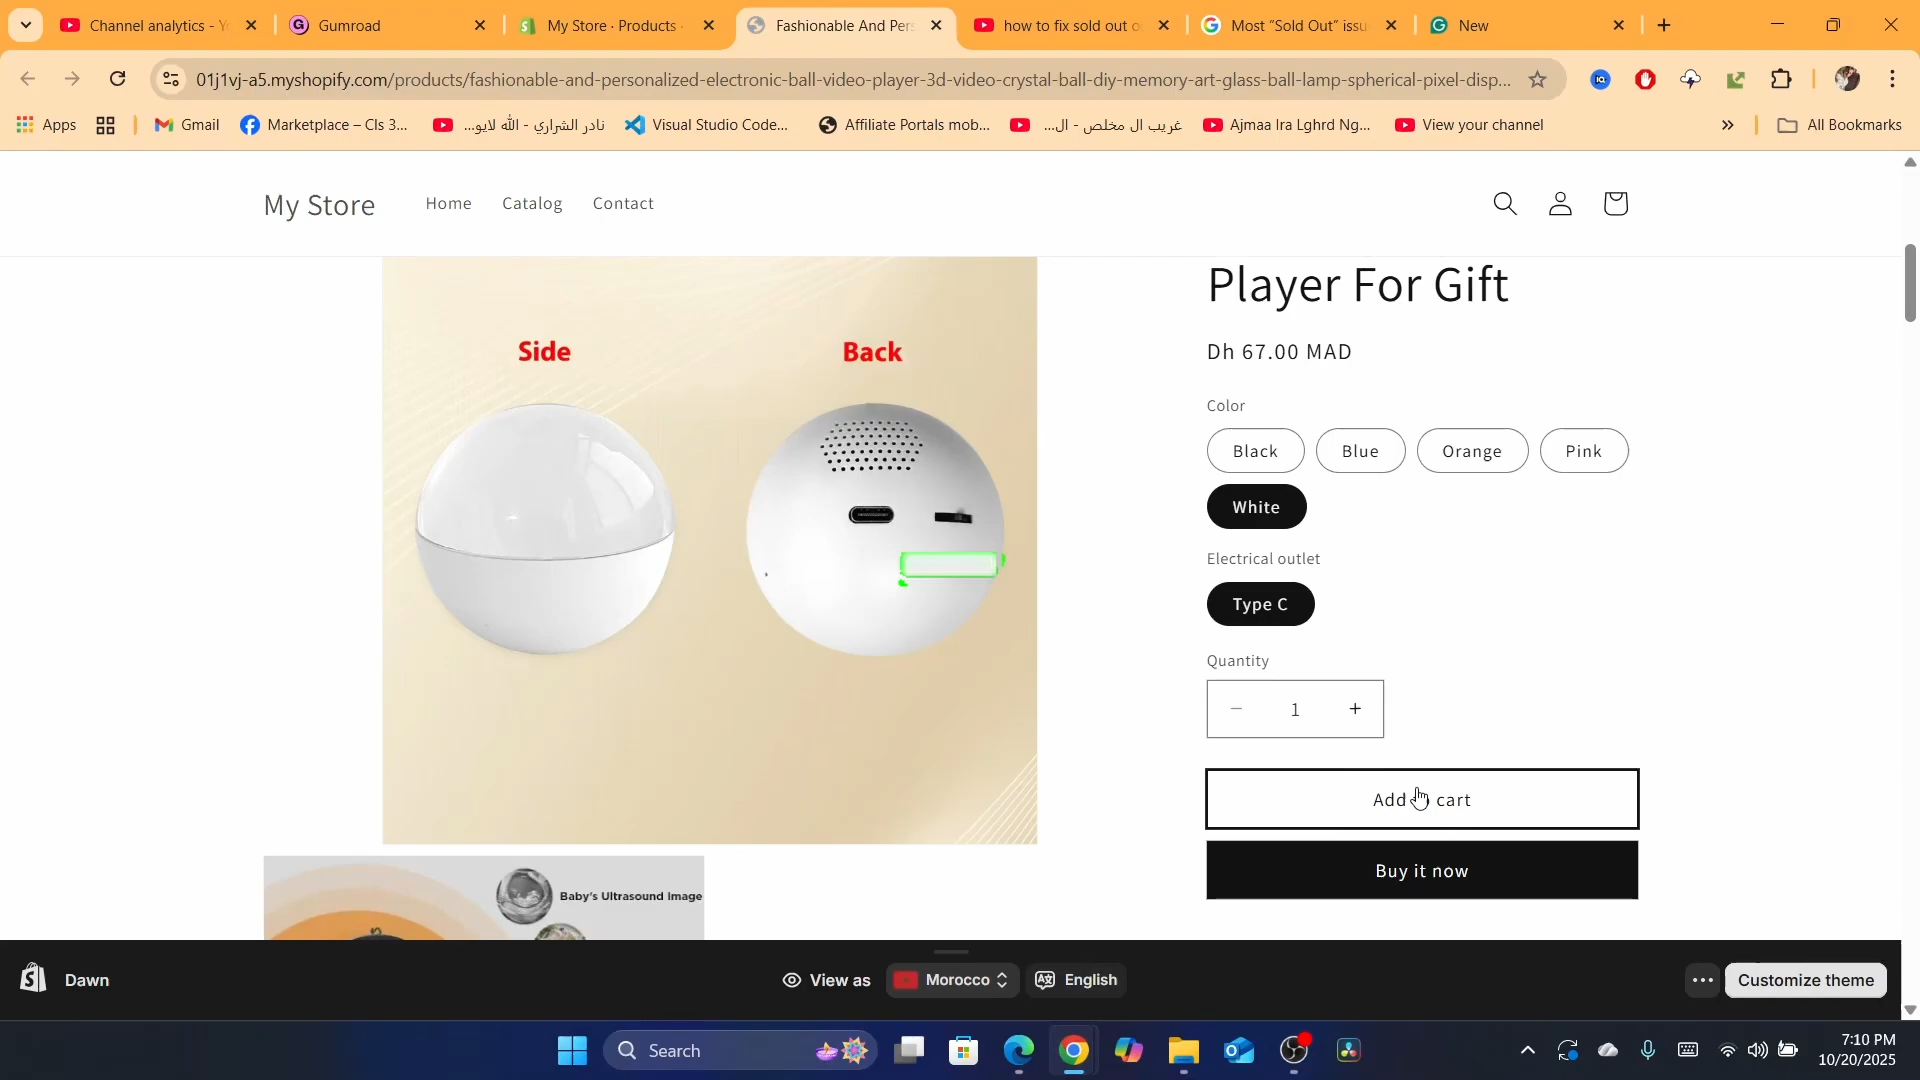 Channel analytics - Y
Gumroad
My Store · Products ·
Fashionable And Pers
how to fix sold out o
Most “Sold Out” issu
New
01j1vj-a5.myshopify.com/products/fashionable-and-personalized-electronic-ball-video-player-3d-video-crystal-ball-diy-memory-art-glass-ball-lamp-spherical-pixel-disp...
Apps
Gmail
Marketplace – Cls 3...
نادر الشراري - الله لايو...
Visual Studio Code...
Affiliate Portals mob...
غريب ال مخلص - ال...
Ajmaa Ira Lghrd Ng...
View your channel
All Bookmarks
My Store
Home
Catalog
Contact
Player For Gift
Side
Back
Dh 67.00 MAD
Color
Black
Blue
Orange
Pink
White
Electrical outlet
Type C
Quantity
1
Add cart
Buy it now
Baby's Ultrasound image
Dawn
View as
Morocco
English
Customize theme
Search
7:10 PM
10/20/2025